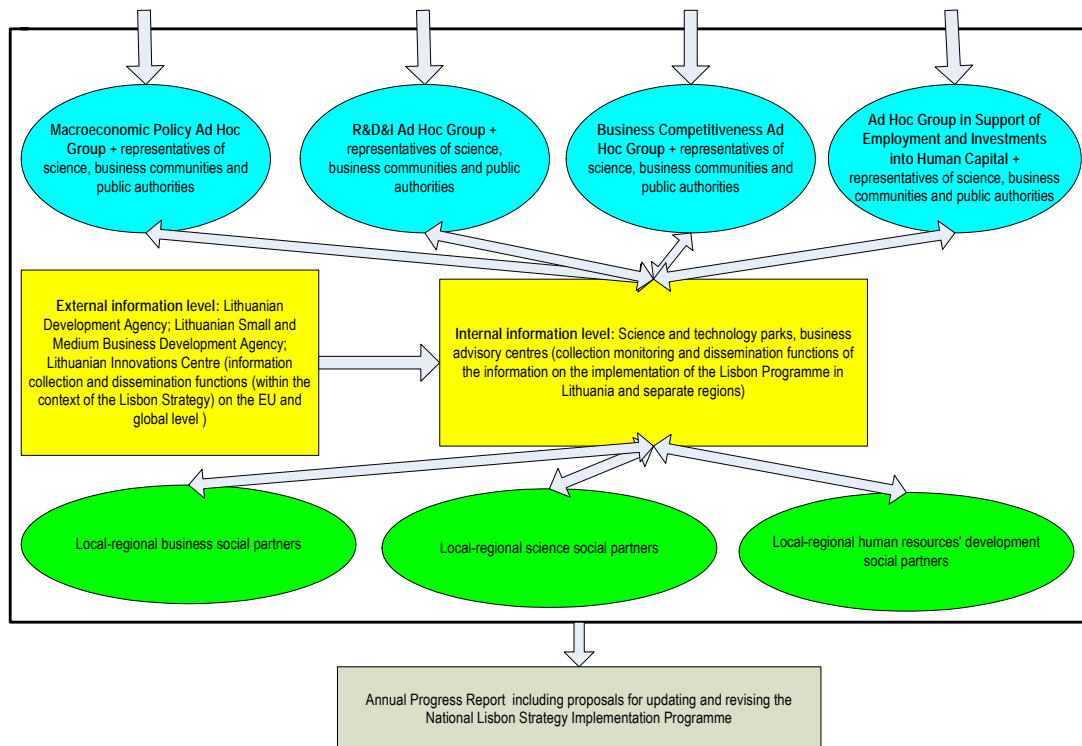 Macroeconomic Policy Ad Hoc
Group + representatives of
science, business communities and
public authorities
R&D&I Ad Hoc Group +
representatives of science,
business communities and public
authorities
Business Competitiveness Ad
Hoc Group + representatives of
science, business communities and
public authorities
Ad Hoc Group in Support of
Employment and Investments
into Human Capital +
representatives of science, business
communities and public authorities
External information level: Lithuanian
Development Agency; Lithuanian Small and
Medium Business Development Agency;
Lithuanian Innovations Centre (information
collection and dissemination functions (within the
context of the Lisbon Strategy) on the EU and
global level )
Internal information level: Science and technology parks, business
advisory centres (collection monitoring and dissemination functions of
the information on the implementation of the Lisbon Programme in
Lithuania and separate regions)
Local-regional business social partners
Local-regional science social partners
Local-regional human resources' development
social partners
Annual Progress Report including proposals for updating and revising the
National Lisbon Strategy Implementation Programme